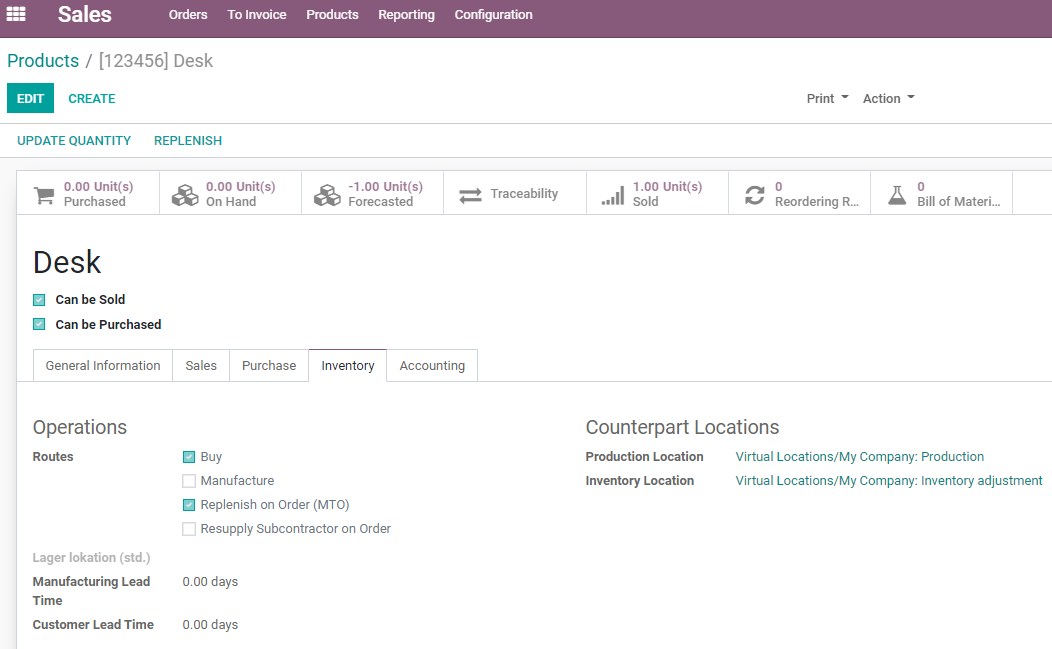 Sales Orders To Invoice Products Reporting Configuration
Products / [123456] Desk
EDIT CREATE Print Action
UPDATE QUANTITY REPLENISH
0.00 Unit(s) 0.00 Unit(s) -1.00 Unit(s) Traceability 1.00 Unit(s) 0 0
Purchased On Hand Forecasted Sold Reordering R... Bill of Materi...
Desk
Can be Sold
Can be Purchased
General Information Sales Purchase Inventory Accounting
Operations Counterpart Locations
Routes Buy Production Location Virtual Locations/My Company: Production
Manufacture Inventory Location Virtual Locations/My Company: Inventory adjustment
Replenish on Order (MTO)
Resupply Subcontractor on Order
Lager lokation (std.)
Manufacturing Lead 0.00 days
Time
Customer Lead Time 0.00 days